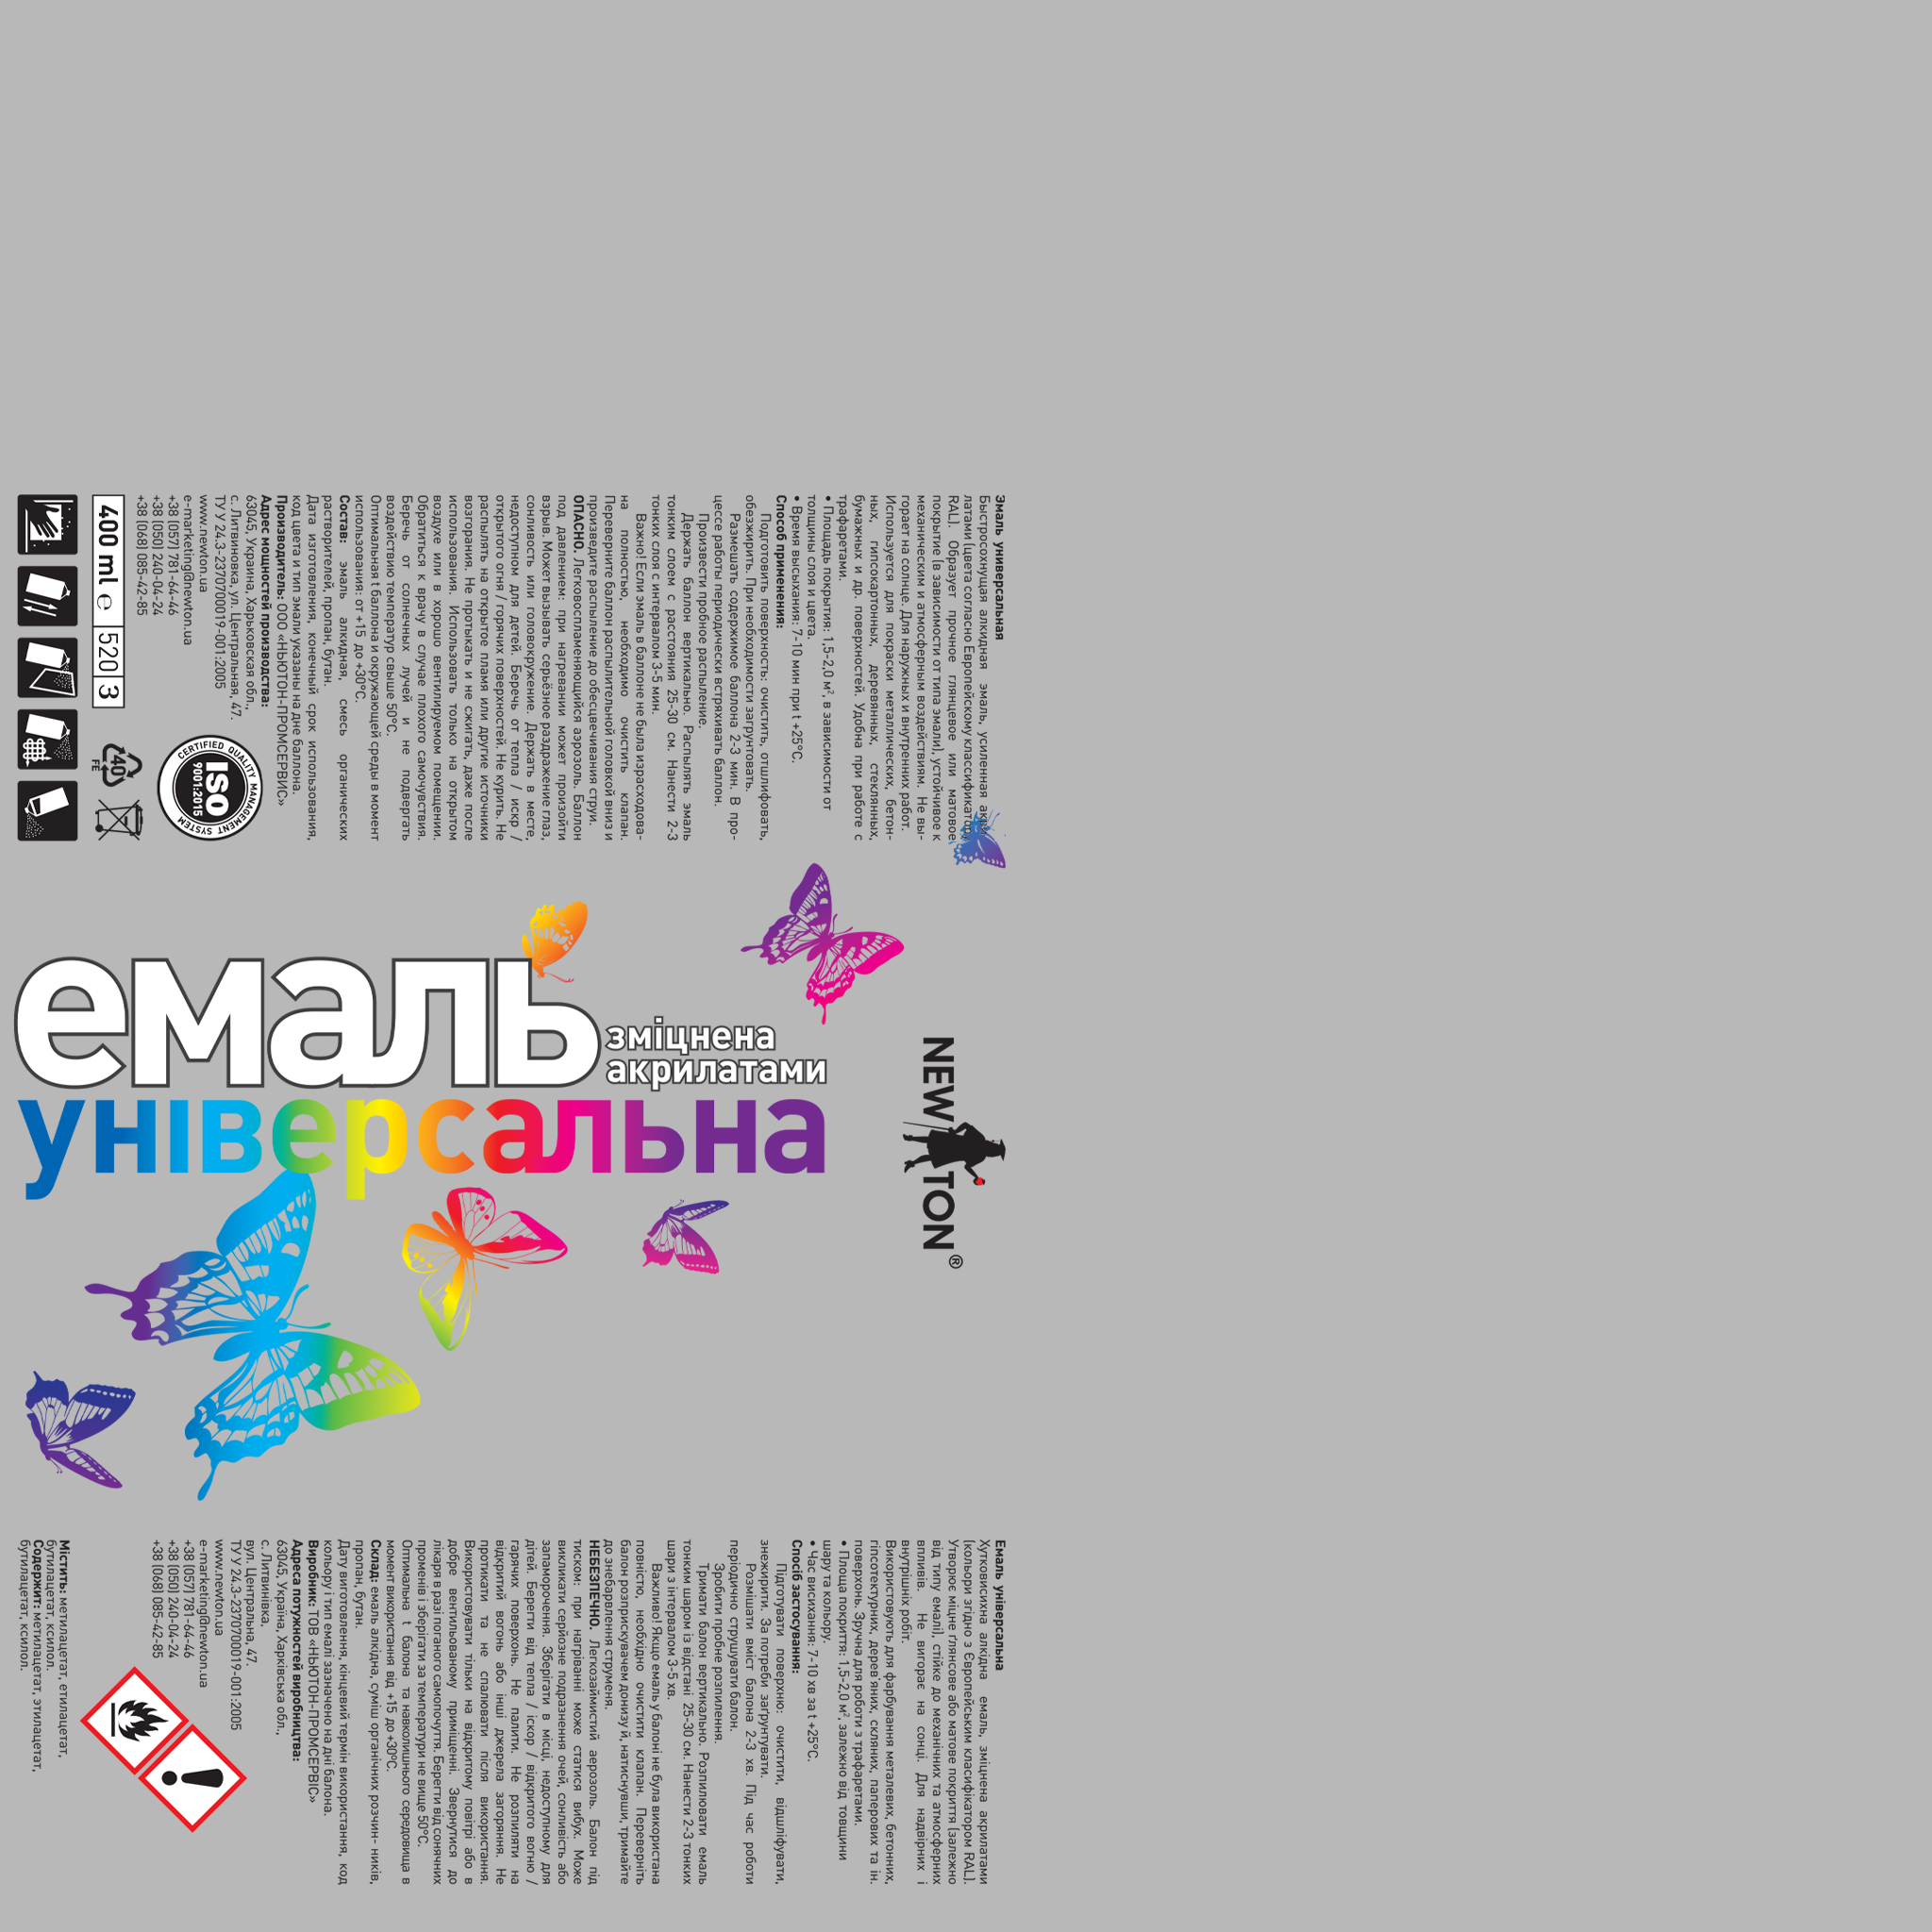 Эмаль универсальная
Быстросохнущая алкидная эмаль, усиленная акри-
латами (цвета согласно Европейскому классификатору
RAL). Образует прочное глянцевое или матовое
покрытие (в зависимости от типа эмали), устойчивое к
механическим и атмосферным воздействиям. Не вы-
горает на солнце. Для наружных и внутренних работ.
Используется для покраски металлических, бетон-
ных, гипсокартонных, деревянных, стеклянных,
бумажных и др. поверхностей. Удобна при работе с
трафаретами.
• Площадь покрытия: 1,5-2,0 м², в зависимости от
толщины слоя и цвета.
• Время высыхания: 7-10 мин при t +25°С.
Способ применения:
Подготовить поверхность: очистить, отшлифовать,
обезжирить. При необходимости загрунтовать.
Размешать содержимое баллона 2-3 мин. В про-
цессе работы периодически встряхивать баллон.
Произвести пробное распыление.
Держать баллон вертикально. Распылять эмаль
тонким слоем с расстояния 25-30 см. Нанести 2-3
тонких слоя с интервалом 3-5 мин.
Важно! Если эмаль в баллоне не была израсходова-
на полностью, необходимо очистить клапан.
Переверните баллон распылительной головкой вниз и
произведите распыление до обесцвечивания струи.
ОПАСНО. Легковоспламеняющийся аэрозоль. Баллон
под давлением: при нагревании может произойти
взрыв. Может вызывать серьёзное раздражение глаз,
сонливость или головокружение. Держать в месте,
недоступном для детей. Беречь от тепла / искр /
открытого огня / горячих поверхностей. Не курить. Не
распылять на открытое пламя или другие источники
возгорания. Не протыкать и не сжигать, даже после
использования. Использовать только на открытом
воздухе или в хорошо вентилируемом помещении.
Обратиться к врачу в случае плохого самочувствия.
Беречь от солнечных лучей и не подвергать
воздействию температур свыше 50°С.
Оптимальная t баллона и окружающей среды в момент
использования: от +15 до +30°С.
Состав: эмаль алкидная, смесь органических
растворителей, пропан, бутан.
Дата изготовления, конечный срок использования,
код цвета и тип эмали указаны на дне баллона.
Производитель: ООО «НЬЮТОН-ПРОМСЕРВИС»
Адрес мощностей производства:
63045, Украина, Харьковская обл.,
с. Литвиновка, ул. Центральная, 47.
ТУ У 24.3-2370700019-001:2005
www.newton.ua
e-marketing@newton.ua
+38 (057) 781-64-46
+38 (050) 240-04-24
+38 (068) 085-42-85
CERTIFIED QUALITY MANAGEMENT SYSTEM
ISO
9001:2015
400 ml ℮ 520 3
40
FE
емаль
зміцнена
акрилатами
універсальна
NEWTON®
Емаль універсальна
Хутковисихна алкідна емаль, зміцнена акрилатами
(кольори згідно з Європейським класифікатором RAL).
Утворює міцне ґлянсове або матове покриття (залежно
від типу емалі), стійке до механічних та атмосферних
впливів. Не вигорає на сонці. Для надвірних і
внутрішніх робіт.
Використовують для фарбування металевих, бетонних,
гіпсотектурних, дерев'яних, скляних, паперових та ін.
поверхонь. Зручна для роботи з трафаретами.
• Площа покриття: 1,5-2,0 м², залежно від товщини
шару та кольору.
• Час висихання: 7-10 хв за t +25°С.
Спосіб застосування:
Підготувати поверхню: очистити, відшліфувати,
знежирити. За потреби заґрунтувати.
Розмішати вміст балона 2-3 хв. Під час роботи
періодично струшувати балон.
Зробити пробне розпилення.
Тримати балон вертикально. Розпилювати емаль
тонким шаром із відстані 25-30 см. Нанести 2-3 тонких
шари з інтервалом 3-5 хв.
Важливо! Якщо емаль у балоні не була використана
повністю, необхідно очистити клапан. Переверніть
балон розприскувачем донизу й, натиснувши, тримайте
до знебарвлення струменя.
НЕБЕЗПЕЧНО. Легкозаймистий аерозоль. Балон під
тиском: при нагріванні може статися вибух. Може
викликати серйозне подразнення очей, сонливість або
запаморочення. Зберігати в місці, недоступному для
дітей. Берегти від тепла / іскор / відкритого вогню /
гарячих поверхонь. Не палити. Не розпиляти на
відкритий вогонь або інші джерела загоряння. Не
протикати та не спалювати після використання.
Використовувати тільки на відкритому повітрі або в
добре вентильованому приміщенні. Звернутися до
лікаря в разі поганого самопочуття. Берегти від сонячних
променів і зберігати за температури не вище 50°С.
Оптимальна t балона та навколишнього середовища в
момент використання від +15 до +30°С.
Склад: емаль алкідна, суміш органічних розчин- ників,
пропан, бутан.
Дату виготовлення, кінцевий термін використання, код
кольору і тип емалі зазначено на дні балона.
Виробник: ТОВ «НЬЮТОН-ПРОМСЕРВІС»
Адреса потужностей виробництва:
63045, Україна, Харківська обл.,
с. Литвинівка,
вул. Центральна, 47.
ТУ У 24.3-2370700019-001:2005
www.newton.ua
e-marketing@newton.ua
+38 (057) 781-64-46
+38 (050) 240-04-24
+38 (068) 085-42-85
Містить: метилацетат, етилацетат,
бутилацетат, ксилол.
Содержит: метилацетат, этилацетат,
бутилацетат, ксилол.